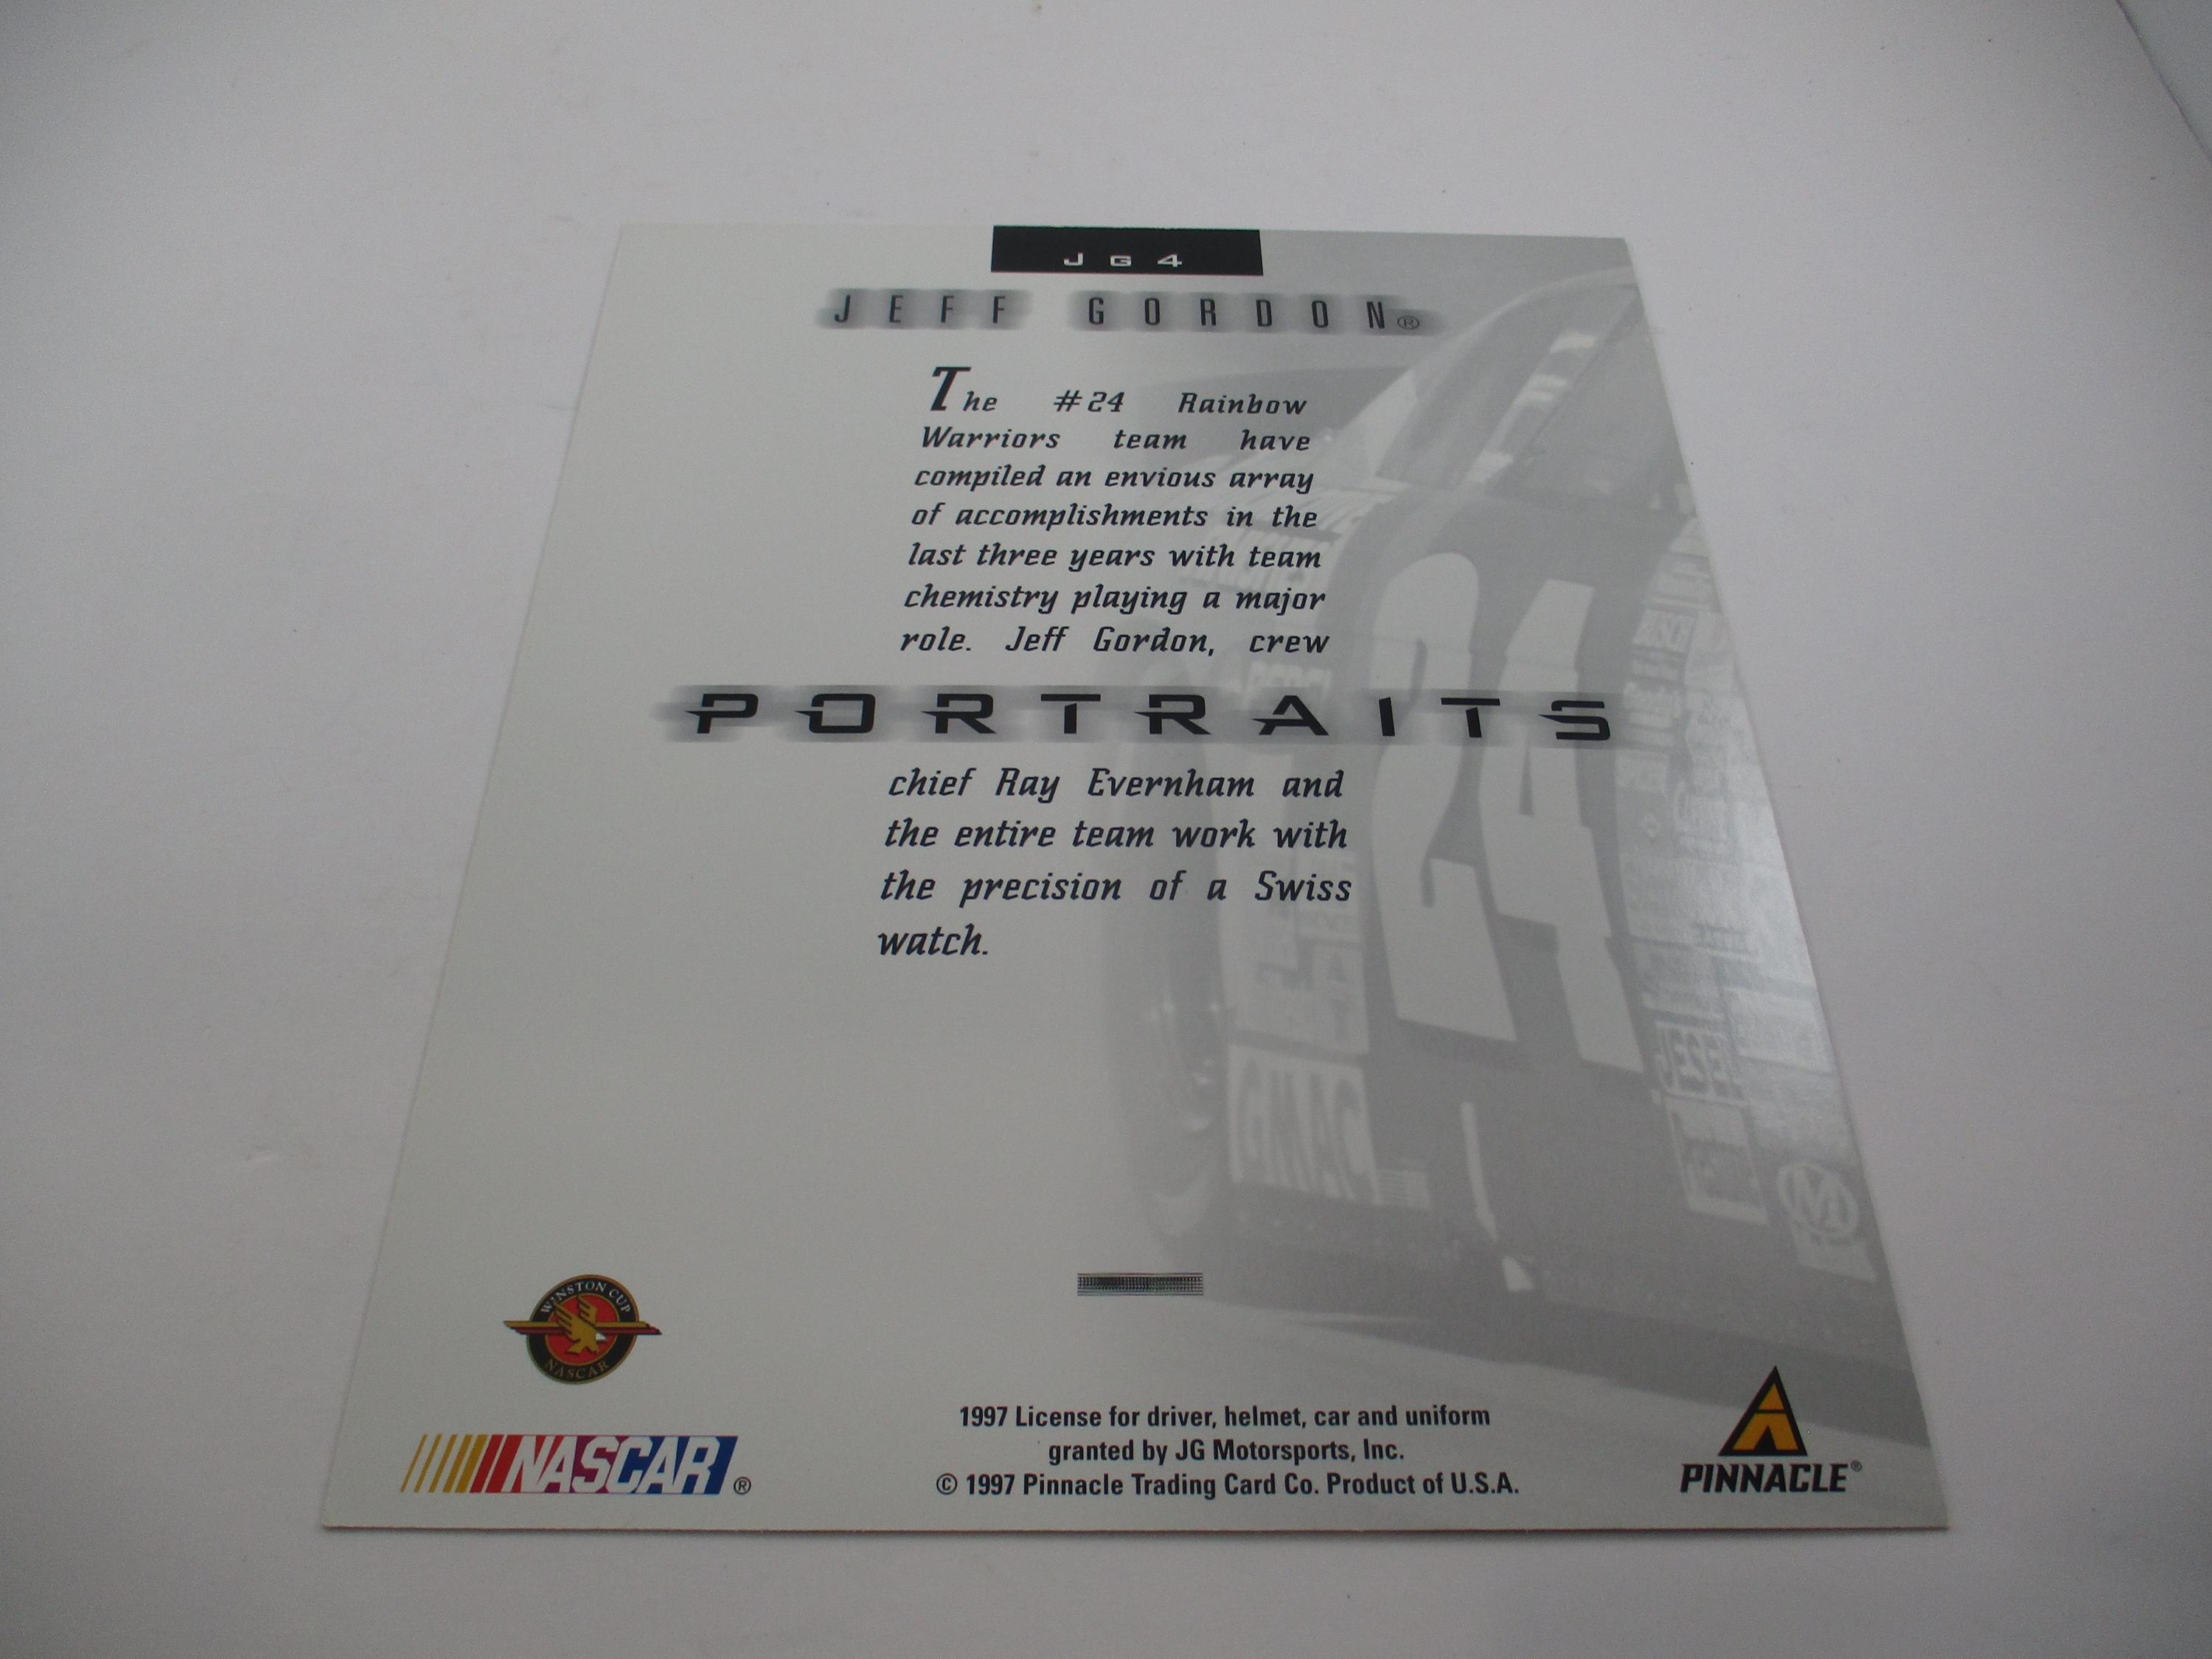 JG4
JEFF GORDON®
The #24 Rainbow
Warriors team have
compiled an envious array
of accomplishments in the
last three years with team
chemistry playing a major
role. Jeff Gordon, crew
PORTRAITS
chief Ray Evernham and
the entire team work with
the precision of a Swiss
watch.
24
GMAC
WINSTON CUP
NASCAR
NASCAR®
1997 License for driver, helmet, car and uniform
granted by JG Motorsports, Inc.
© 1997 Pinnacle Trading Card Co. Product of U.S.A.
PINNACLE®